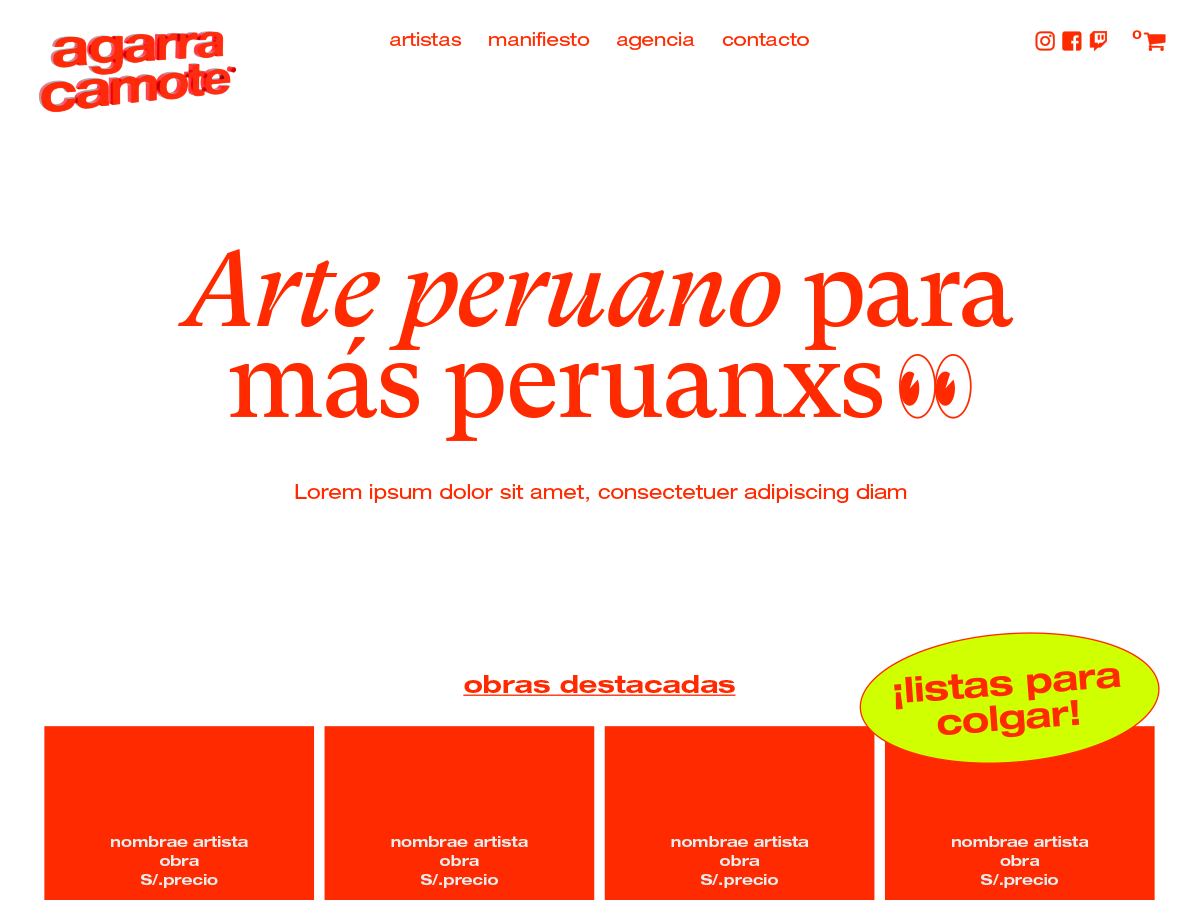 agarra
camote
artistas manifiesto agencia contacto
0
Arte peruano para
más peruanxs
Lorem ipsum dolor sit amet, consectetuer adipiscing diam
obras destacadas
¡listas para
colgar!
nombrae artista
obra
S/.precio
nombrae artista
obra
S/.precio
nombrae artista
obra
S/.precio
nombrae artista
obra
S/.precio